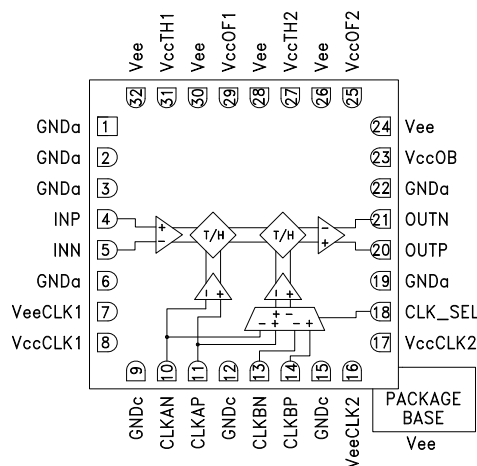 Vee
VccTH1
Vee
VccOF1
Vee
VccTH2
Vee
VccOF2
32
31
30
29
28
27
26
25
GNDa 1
GNDa 2
GNDa 3
INP 4
INN 5
GNDa 6
VeeCLK1 7
VccCLK1 8
24 Vee
23 VccOB
22 GNDa
21 OUTN
20 OUTP
19 GNDa
18 CLK_SEL
17 VccCLK2
+
−
T/H
T/H
−
+
− +
− +
− +
− + − +
9
10
11
12
13
14
15
16
GNDc
CLKAN
CLKAP
GNDc
CLKBN
CLKBP
GNDc
VeeCLK2
PACKAGE
BASE
Vee